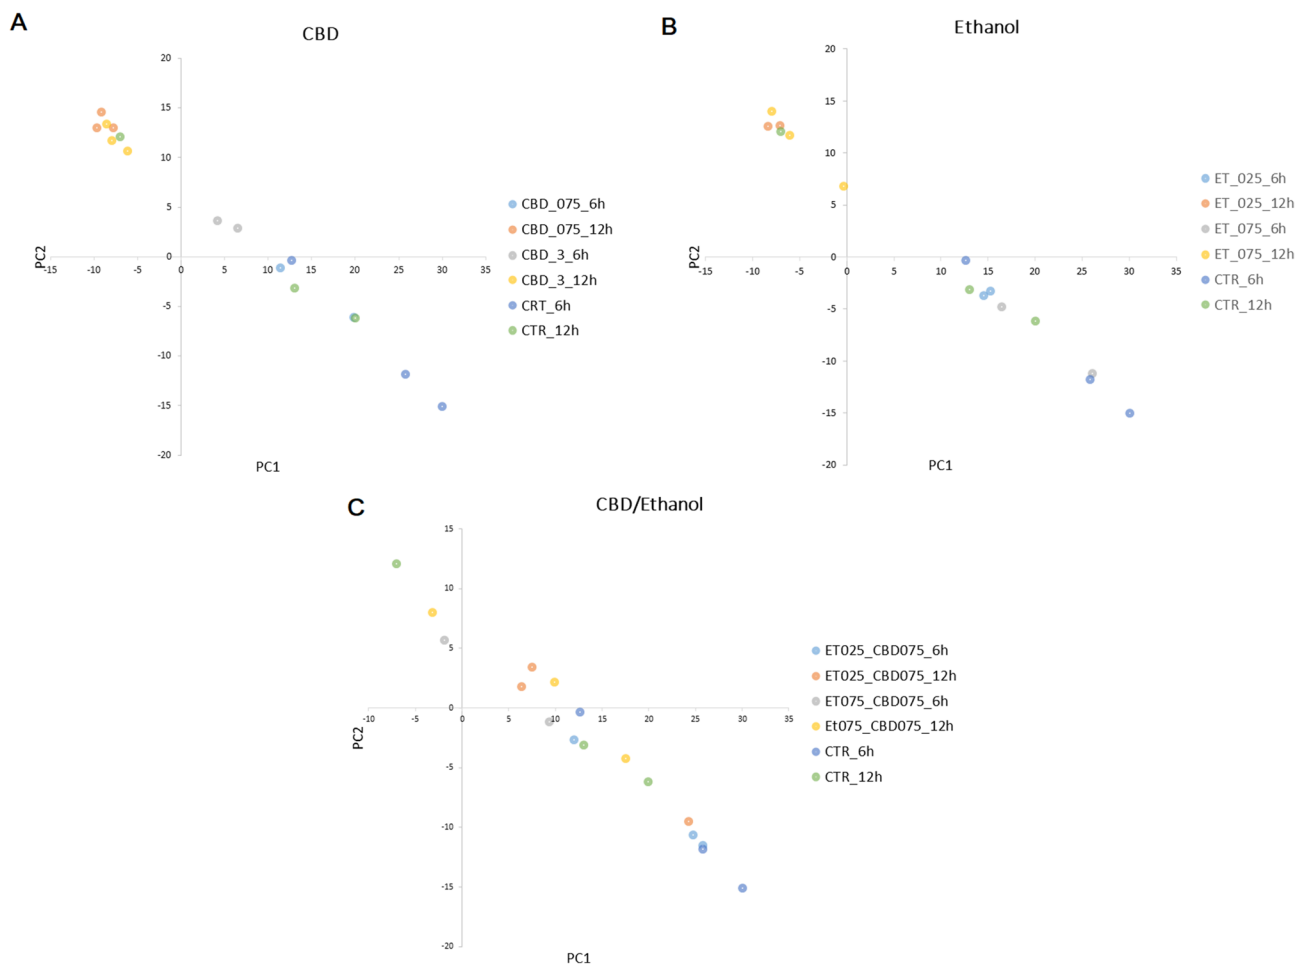 A
CBD
20
15
10
5
0
-5
-10
-15
-20
-15
-10
-5
0
5
10
15
20
25
30
35
PC2
PC1
CBD_075_6h
CBD_075_12h
CBD_3_6h
CBD_3_12h
CRT_6h
CTR_12h
B
Ethanol
20
15
10
5
0
-5
-10
-15
-20
-15
-10
-5
0
5
10
15
20
25
30
35
PC2
PC1
ET_025_6h
ET_025_12h
ET_075_6h
ET_075_12h
CTR_6h
CTR_12h
C
CBD/Ethanol
15
10
5
0
-5
-10
-15
-20
-10
-5
0
5
10
15
20
25
30
35
PC2
PC1
ET025_CBD075_6h
ET025_CBD075_12h
ET075_CBD075_6h
Et075_CBD075_12h
CTR_6h
CTR_12h